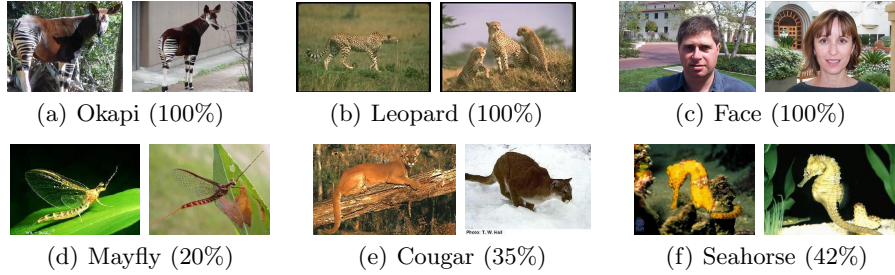 (a) Okapi (100%)
(b) Leopard (100%)
(c) Face (100%)
Photo: T. W. Hall
(d) Mayfly (20%)
(e) Cougar (35%)
(f) Seahorse (42%)